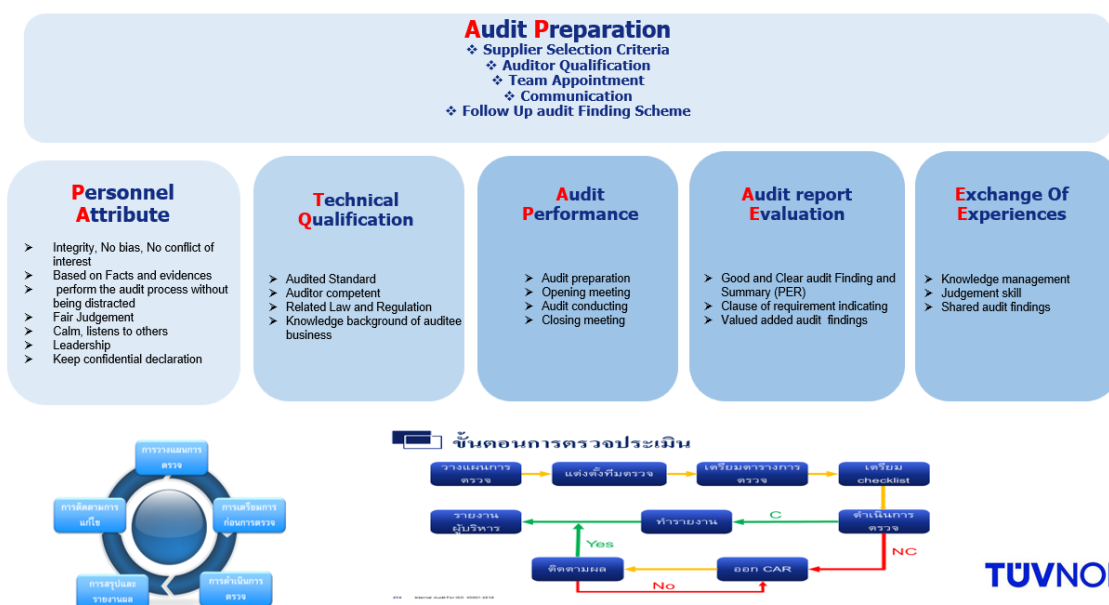 Audit Preparation
❖ Supplier Selection Criteria
❖ Auditor Qualification
❖ Team Appointment
❖ Communication
❖ Follow Up audit Finding Scheme
Personnel
Attribute
➢ Integrity, No bias, No conflict of
interest
➢ Based on Facts and evidences
➢ perform the audit process without
being distracted
➢ Fair Judgement
➢ Calm, listens to others
➢ Leadership
➢ Keep confidential declaration
Technical
Qualification
➢ Audited Standard
➢ Auditor competent
➢ Related Law and Regulation
➢ Knowledge background of auditee
business
Audit
Performance
➢ Audit preparation
➢ Opening meeting
➢ Audit conducting
➢ Closing meeting
Audit report
Evaluation
➢ Good and Clear audit Finding and
Summary (PER)
➢ Clause of requirement indicating
➢ Valued added audit findings
Exchange Of
Experiences
➢ Knowledge management
➢ Judgement skill
➢ Shared audit findings
การวางแผนการ
ตรวจ
การเตรียมการ
ก่อนการตรวจ
การดำเนินการ
ตรวจ
การสรุปและ
รายงานผล
การติดตามการ
แก้ไข
ขั้นตอนการตรวจประเมิน
วางแผนการ
ตรวจ
แต่งตั้งทีมตรวจ
เตรียมตารางการ
ตรวจ
เตรียม
checklist
รายงาน
ผู้บริหาร
ทำรายงาน
C
ดำเนินการ
ตรวจ
Yes
NC
ติดตามผล
ออก CAR
No
TÜVNO